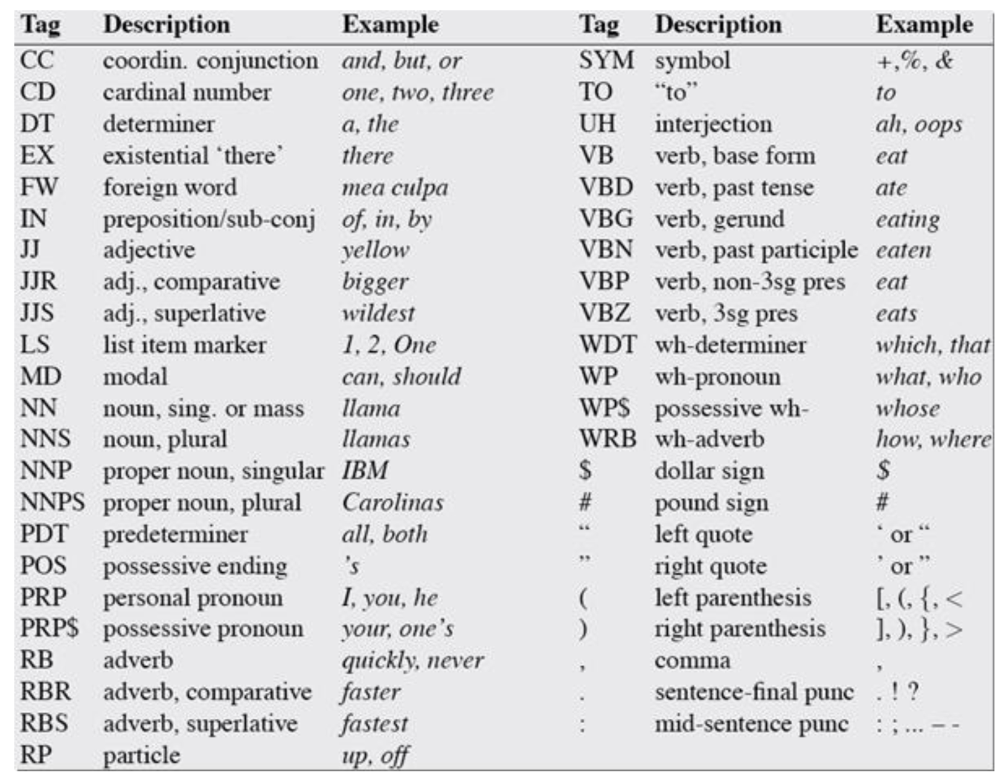 Tag Description Example Tag Description Example
CC coordin. conjunction and, but, or SYM symbol +,%, &
CD cardinal number one, two, three TO “to” to
DT determiner a, the UH interjection ah, oops
EX existential ‘there’ there VB verb, base form eat
FW foreign word mea culpa VBD verb, past tense ate
IN preposition/sub-conj of, in, by VBG verb, gerund eating
JJ adjective yellow VBN verb, past participle eaten
JJR adj., comparative bigger VBP verb, non-3sg pres eat
JJS adj., superlative wildest VBZ verb, 3sg pres eats
LS list item marker 1, 2, One WDT wh-determiner which, that
MD modal can, should WP wh-pronoun what, who
NN noun, sing. or mass llama WP$ possessive wh- whose
NNS noun, plural llamas WRB wh-adverb how, where
NNP proper noun, singular IBM $ dollar sign $
NNPS proper noun, plural Carolinas # pound sign #
PDT predeterminer all, both “ left quote ‘ or “
POS possessive ending ’s ” right quote ’ or ”
PRP personal pronoun I, you, he ( left parenthesis [, (, {, <
PRP$ possessive pronoun your, one’s ) right parenthesis ], ), }, >
RB adverb quickly, never , comma ,
RBR adverb, comparative faster . sentence-final punc . ! ?
RBS adverb, superlative fastest : mid-sentence punc : ; ... – -
RP particle up, off